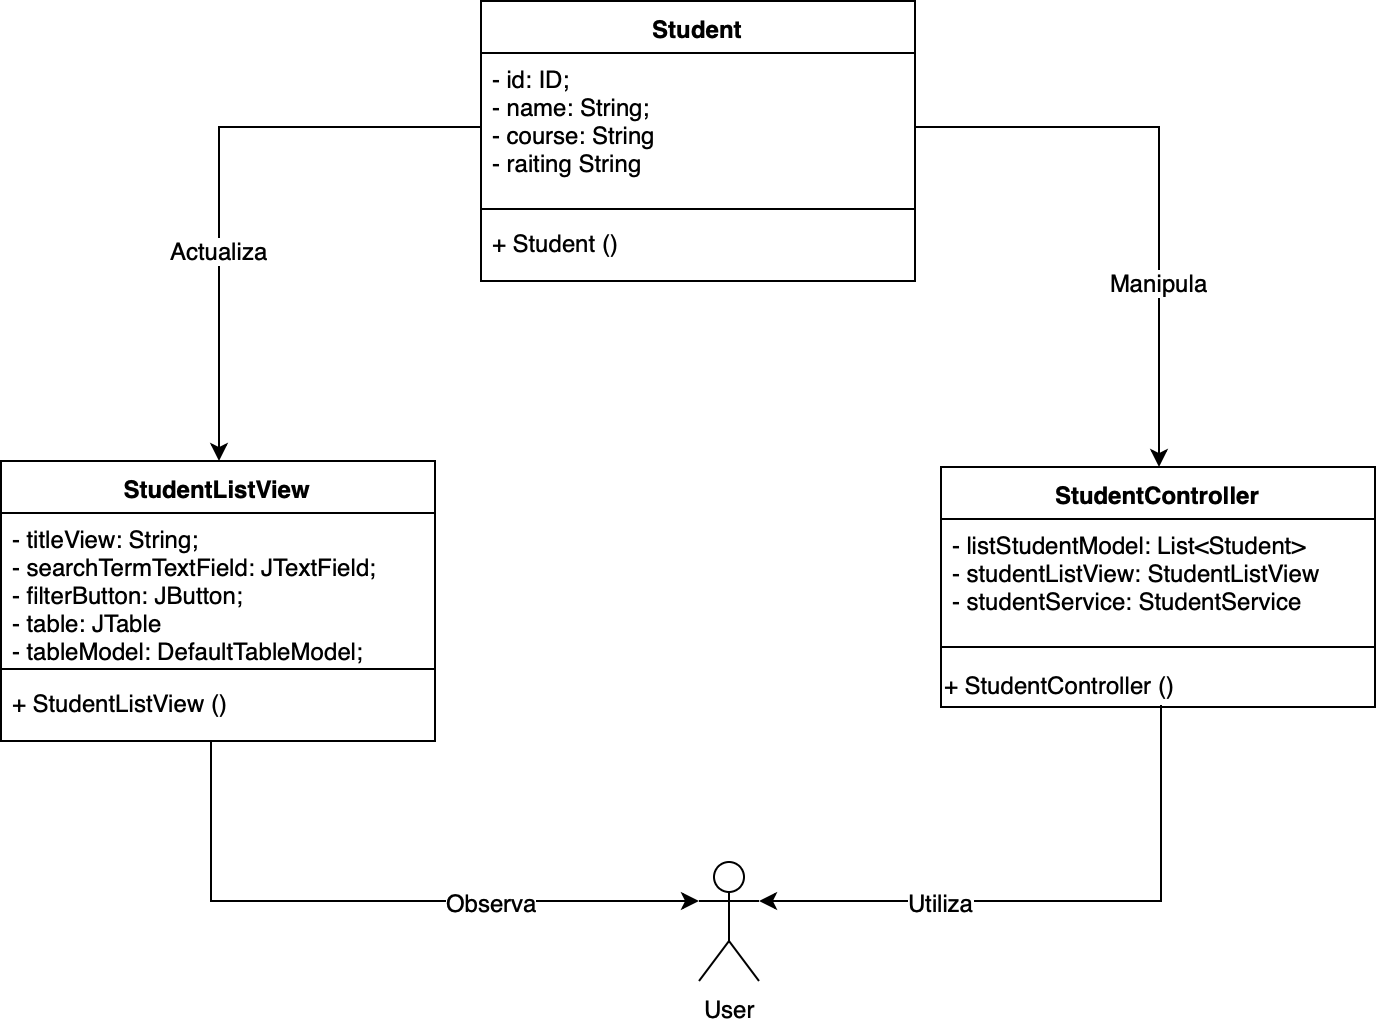 Student
- id: ID;
- name: String;
- course: String
- raiting String
+ Student ()
Actualiza
Manipula
StudentListView
- titleView: String;
- searchTermTextField: JTextField;
- filterButton: JButton;
- table: JTable
- tableModel: DefaultTableModel;
+ StudentListView ()
StudentController
- listStudentModel: List<Student>
- studentListView: StudentListView
- studentService: StudentService
+ StudentController ()
Observa
Utiliza
User